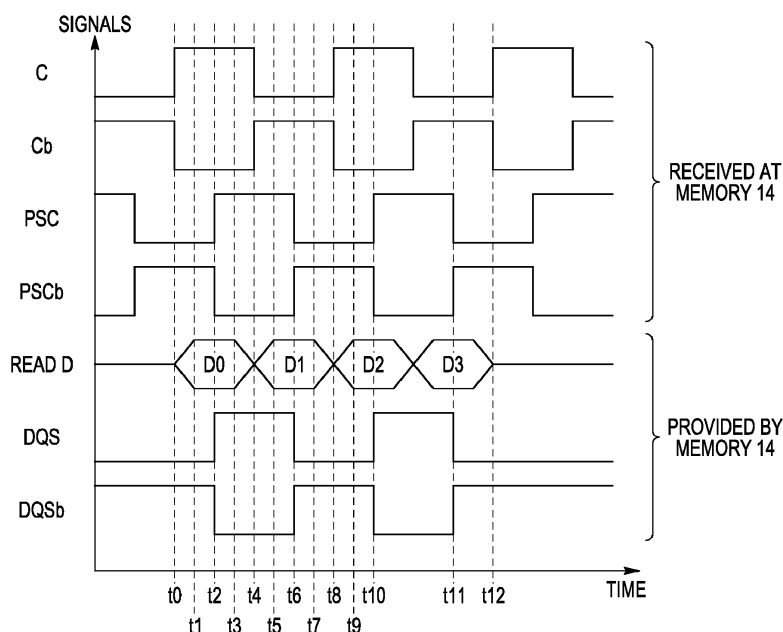 SIGNALS
C
Cb
PSC
PSCb
RECEIVED AT
MEMORY 14
READ D
D0
D1
D2
D3
DQS
DQSb
PROVIDED BY
MEMORY 14
t0
t2
t4
t6
t8
t10
t11
t12
TIME
t1
t3
t5
t7
t9